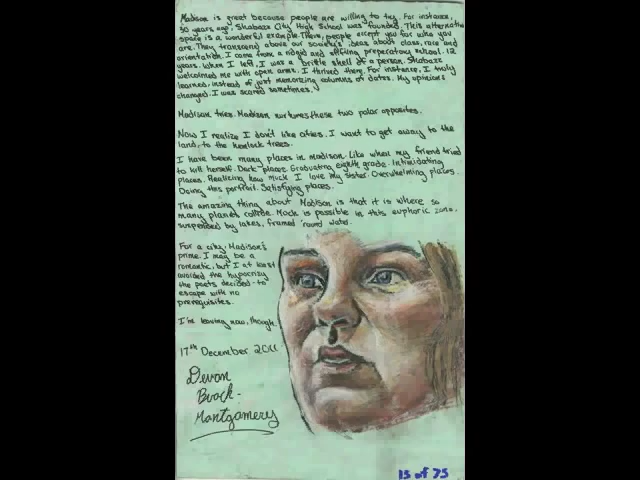 Madison is great because people are willing to try. For instance,
30 years ago, Shabazz City High School was founded. This alternative
space is a wonderful example. There, people except you for who you
are. They transcend above our society's ideas about class, race and
orientation. I came from a rigid and stifling preparatory school. 12
years. When I left, I was a brittle shell of a person. Shabazz
welcomed me with open arms. I thrived there. For instance, I truly
learned, instead of just memorizing columns of dates. My opinions
changed. I was scared sometimes.
Madison tries. Madison nurtures these two polar opposites.
Now I realize I don't like cities. I want to get away to the
land, to the hemlock trees.
I have been many places in Madison. Like when my friend tried
to kill herself. Dark places. Graduating eighth grade. Intimidating
places. Realizing how much I love my sister. Overwhelming places.
Doing this portrait. Satisfying places.
The amazing thing about Madison is that it is where so
many planets collide. Much is possible in this euphoric zone,
suspended by lakes, framed 'round water.
For a city, Madison's
prime. I may be a
romantic, but I at least
avoided the hypocrisy
the poets decided to
escape with no
prerequisites.
I'm leaving now, though.
17th December, 2011
Devan
Brock-
Montgomery
15 of 75